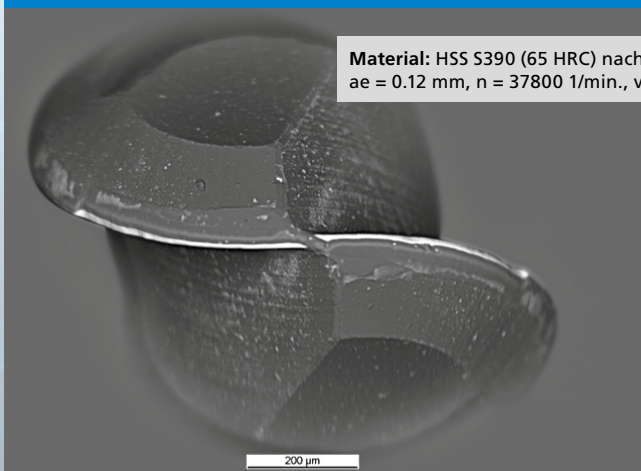 Material: HSS S390 (65 HRC) nach
ae = 0.12 mm, n = 37800 1/min., v
200 µm